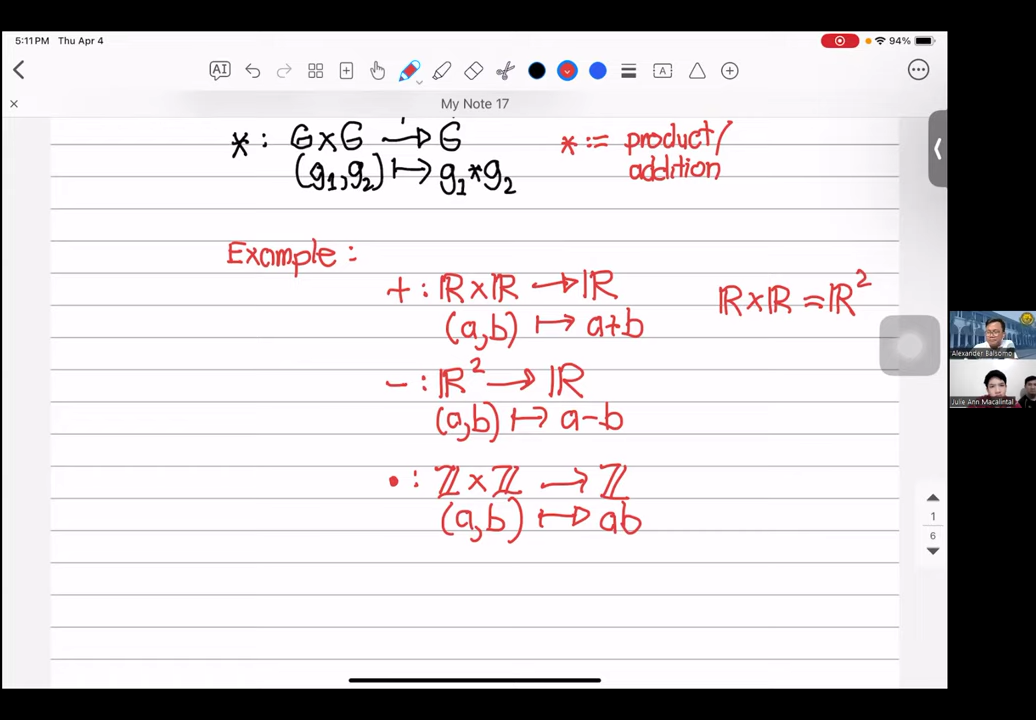 5:11 PM Thu Apr 4
94%
AI
A
My Note 17
* : G×G → G
* := product/
addition
(g₁,g₂) ↦ g₁*g₂
Example :
+ : ℝ×ℝ → ℝ
ℝ×ℝ = ℝ²
(a,b) ↦ a+b
− : ℝ² → ℝ
(a,b) ↦ a−b
• : ℤ×ℤ → ℤ
(a,b) ↦ ab
Alexander Balsomo
Julie Ann Macalintal
1
6